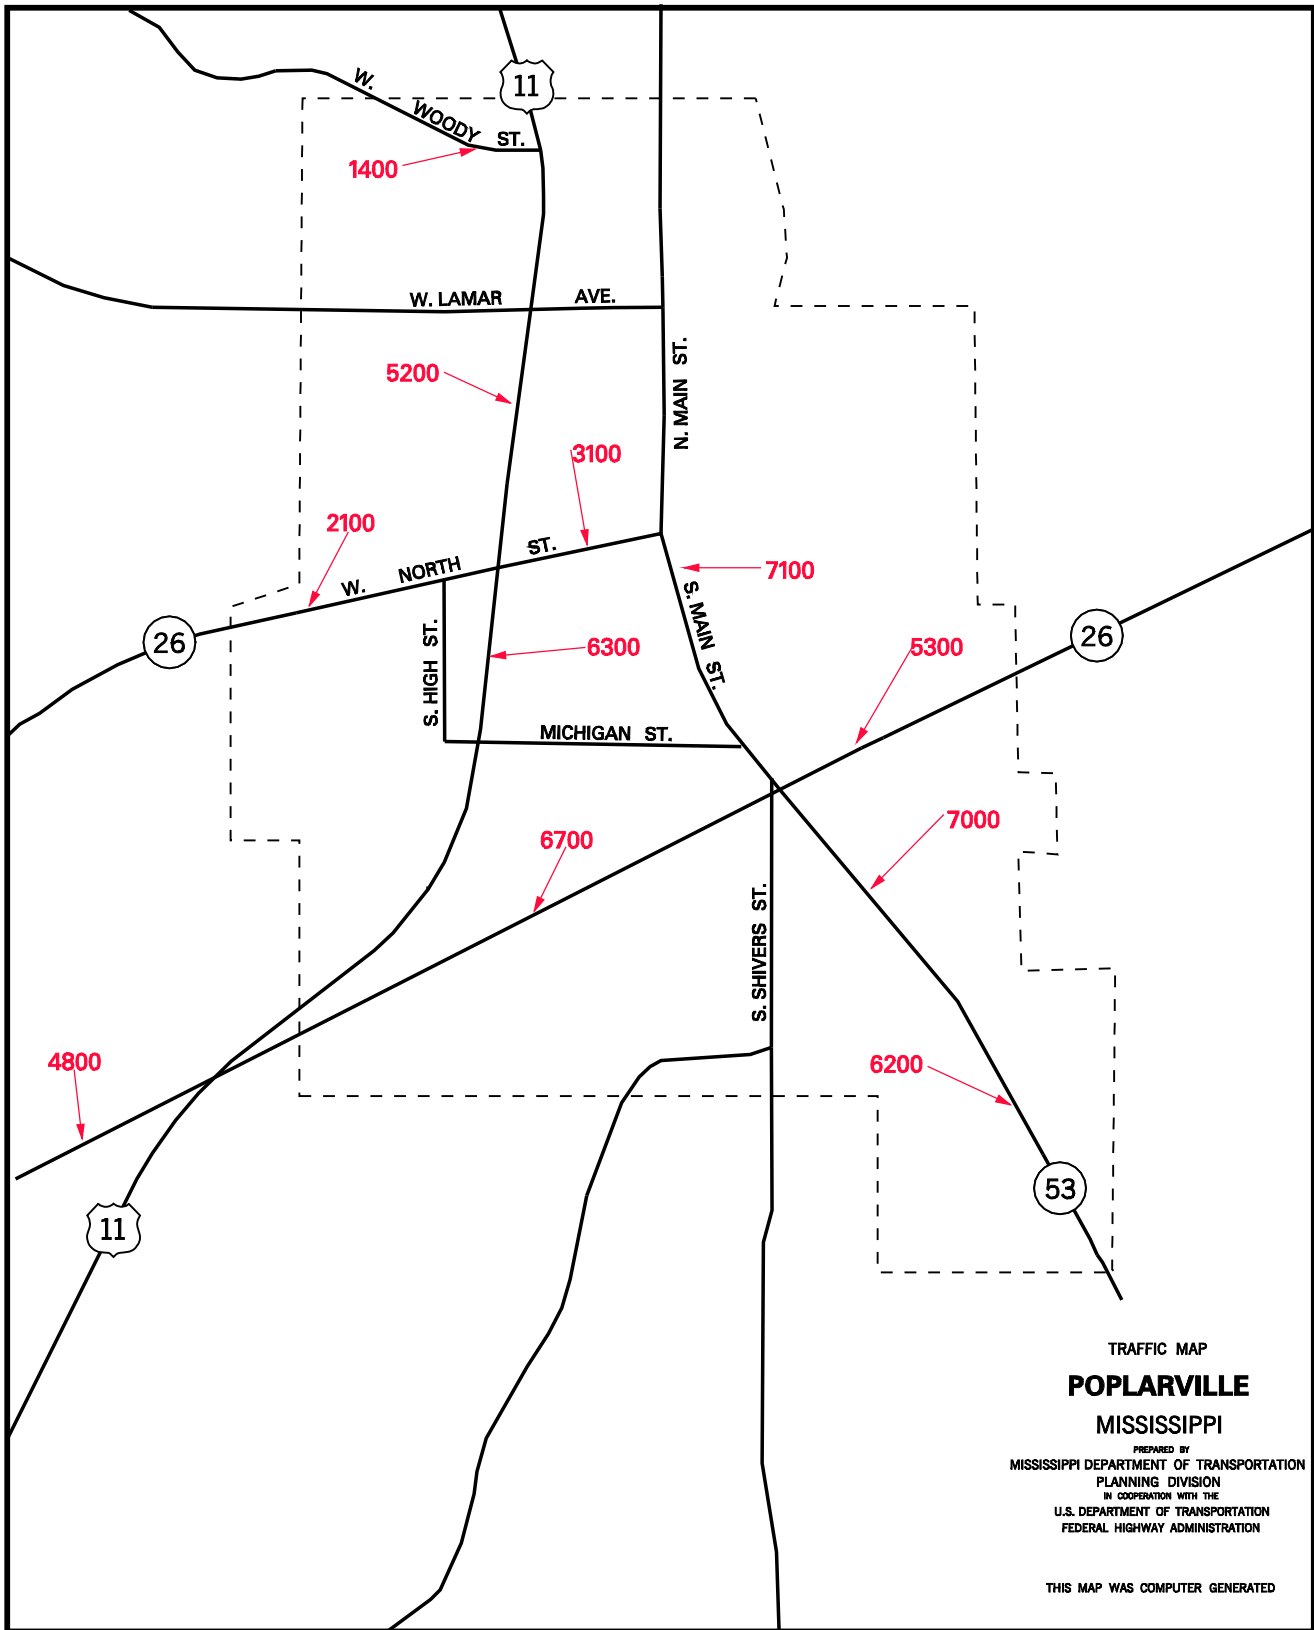 W. WOODY ST.
11
1400
W. LAMAR AVE.
N. MAIN ST.
5200
3100
2100
W. NORTH ST.
7100
26
S. HIGH ST.
6300
S. MAIN ST.
5300
26
MICHIGAN ST.
6700
7000
S. SHIVERS ST.
4800
6200
53
11
TRAFFIC MAP
POPLARVILLE
MISSISSIPPI
PREPARED BY
MISSISSIPPI DEPARTMENT OF TRANSPORTATION
PLANNING DIVISION
IN COOPERATION WITH THE
U.S. DEPARTMENT OF TRANSPORTATION
FEDERAL HIGHWAY ADMINISTRATION
THIS MAP WAS COMPUTER GENERATED